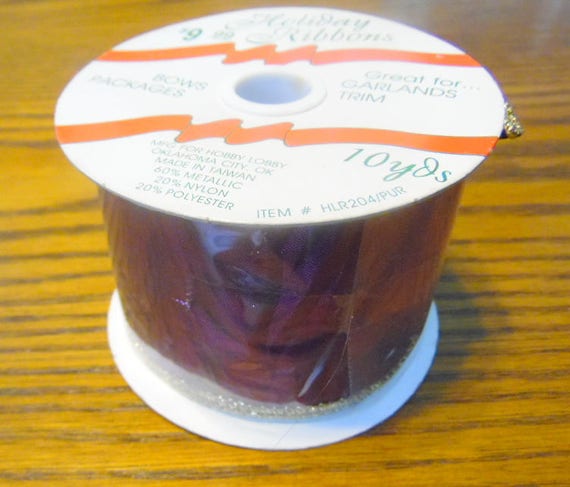 Holiday
Ribbons
$9.99
BOWS
PACKAGES
Great for...
GARLANDS
TRIM
MFG FOR HOBBY LOBBY
OKLAHOMA CITY, OK
MADE IN TAIWAN
60% METALLIC
20% NYLON
20% POLYESTER
10yds
ITEM # HLR204/PUR